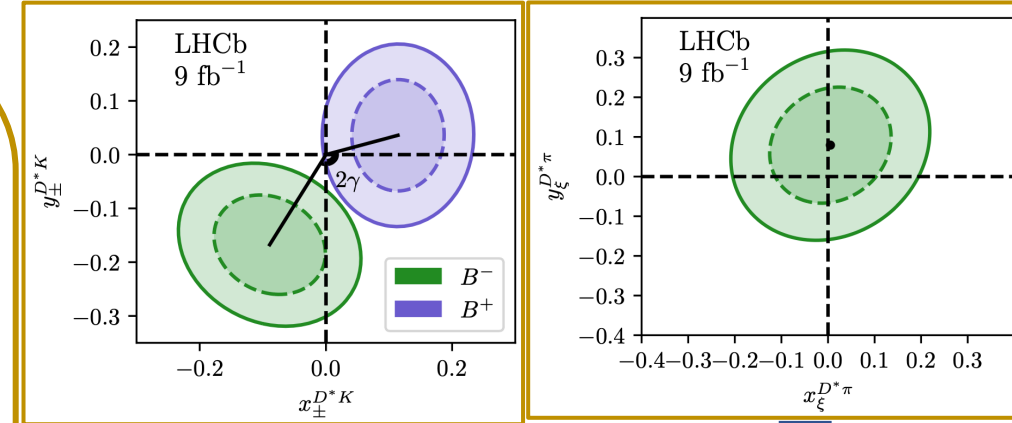 LHCb
9 fb⁻¹
0.2
0.1
0.0
−0.1
−0.2
−0.3
y±^{D*K}
2γ
B⁻
B⁺
−0.2 0.0 0.2
x±^{D*K}
LHCb
9 fb⁻¹
0.3
0.2
0.1
0.0
−0.1
−0.2
−0.3
−0.4
y_ξ^{D*π}
−0.4−0.3−0.2−0.1 0.0 0.1 0.2 0.3
x_ξ^{D*π}